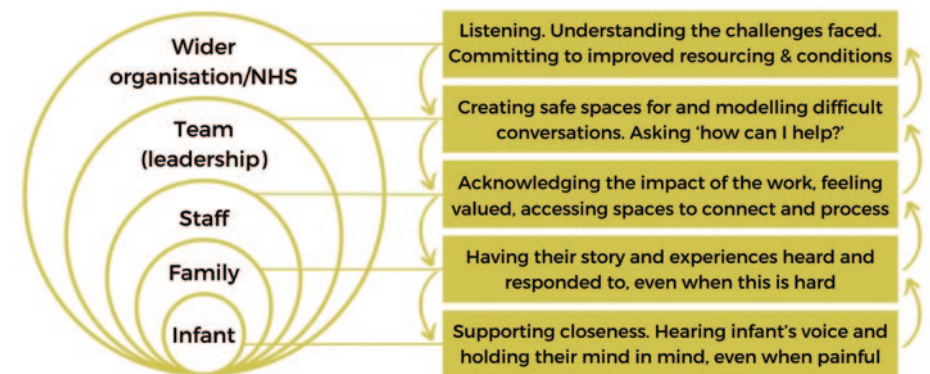 Wider
organisation/NHS
Team
(leadership)
Staff
Family
Infant
Listening. Understanding the challenges faced.
Committing to improved resourcing & conditions
Creating safe spaces for and modelling difficult
conversations. Asking ‘how can I help?’
Acknowledging the impact of the work, feeling
valued, accessing spaces to connect and process
Having their story and experiences heard and
responded to, even when this is hard
Supporting closeness. Hearing infant’s voice and
holding their mind in mind, even when painful